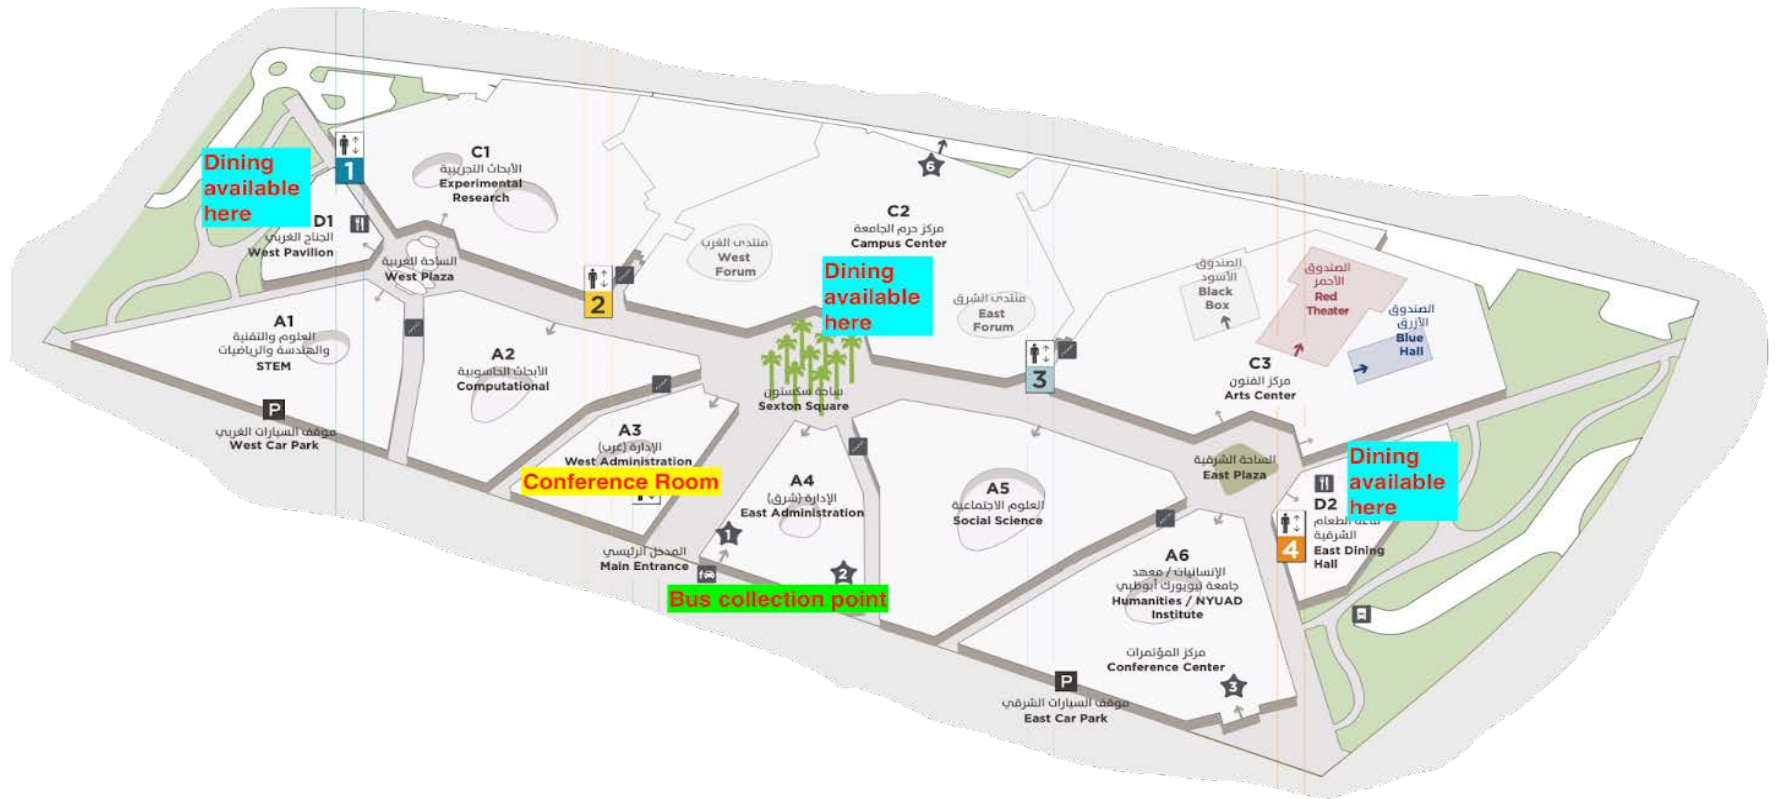 1
C1
الأبحاث التجريبية
Experimental
Research
Dining
available
here
D1
الجناح الغربي
West Pavilion
الساحة الغربية
West Plaza
6
C2
مركز حرم الجامعة
Campus Center
منتدى الغرب
West
Forum
Dining
available
here
منتدى الشرق
East
Forum
2
الصندوق
الأسود
Black
Box
الصندوق
الأحمر
Red
Theater
الصندوق
الأزرق
Blue
Hall
A1
العلوم والتقنية
والهندسة والرياضيات
STEM
A2
الأبحاث الحاسوبية
Computational
3
C3
مركز الفنون
Arts Center
ساحة سكستون
Sexton Square
P
موقف السيارات الغربي
West Car Park
A3
الإدارة (غرب)
West Administration
Conference Room
A4
الإدارة (شرق)
East Administration
A5
العلوم الاجتماعية
Social Science
الساحة الشرقية
East Plaza
Dining
available
here
D2
الشرقية
East Dining
Hall
4
1
المدخل الرئيسي
Main Entrance
2
Bus collection point
A6
الإنسانيات / معهد
جامعة نيويورك أبوظبي
Humanities / NYUAD
Institute
مركز المؤتمرات
Conference Center
3
P
موقف السيارات الشرقي
East Car Park